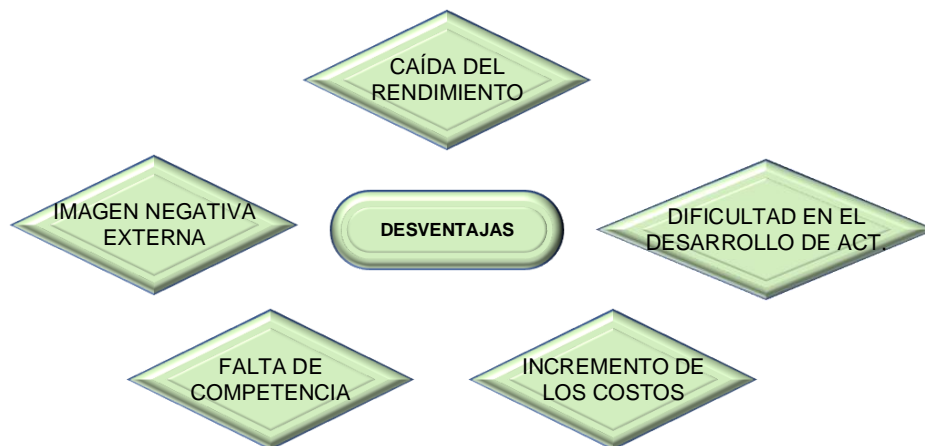 CAÍDA DEL
RENDIMIENTO
IMAGEN NEGATIVA
EXTERNA
DESVENTAJAS
DIFICULTAD EN EL
DESARROLLO DE ACT.
FALTA DE
COMPETENCIA
INCREMENTO DE
LOS COSTOS